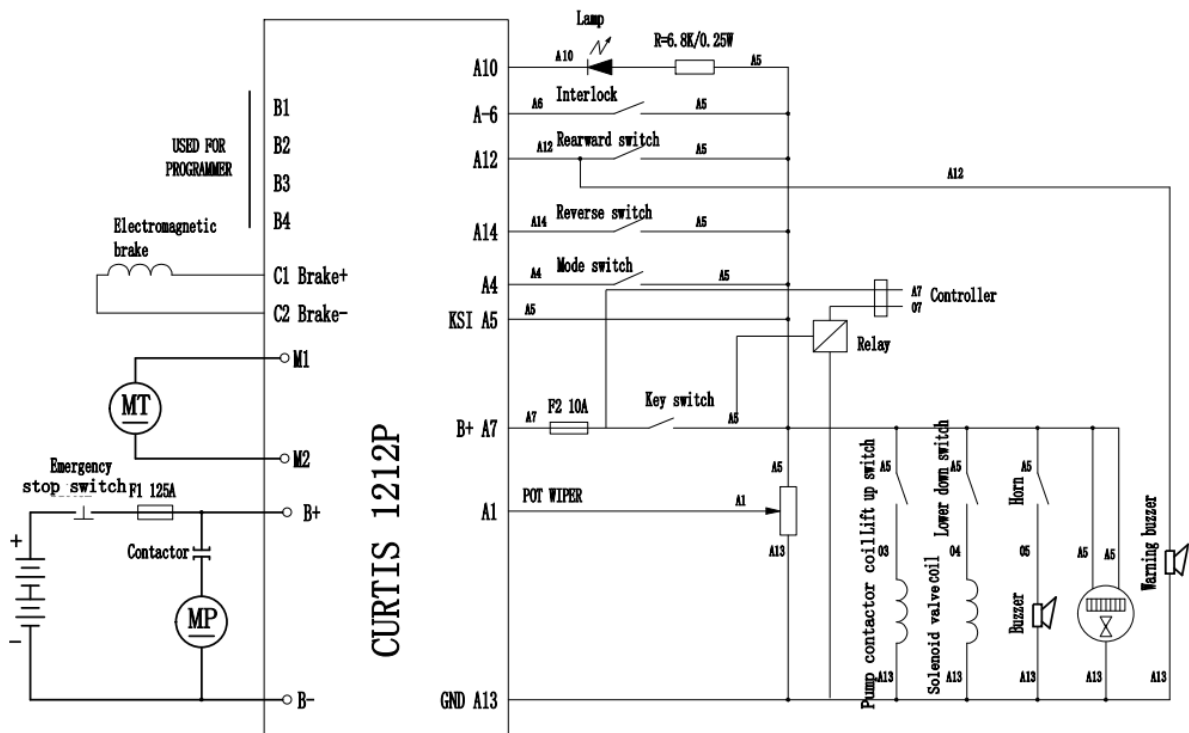 Lamp
A10
A10
R=6.8K/0.25W
A5
A-6
A6
Interlock
A5
A12
A12
Rearward switch
A5
A12
A14
A14
Reverse switch
A5
A4
A4
Mode switch
A5
KSI A5
A5
A7
07
Controller
Relay
B+ A7
A7
F2 10A
Key switch
A5
A1
POT WIPER
A1
A5
A13
GND A13
USED FOR
PROGRAMMER
B1
B2
B3
B4
Electromagnetic
brake
C1 Brake+
C2 Brake-
M1
MT
M2
Emergency
stop switch
F1 125A
B+
Contactor
+
-
MP
B-
CURTIS 1212P
A5
Lift up switch
03
Pump contactor coil
A13
A5
Lower down switch
04
Solenoid valve coil
A13
A5
Horn
05
Buzzer
A13
A5
A5
A13
Warning buzzer
A13